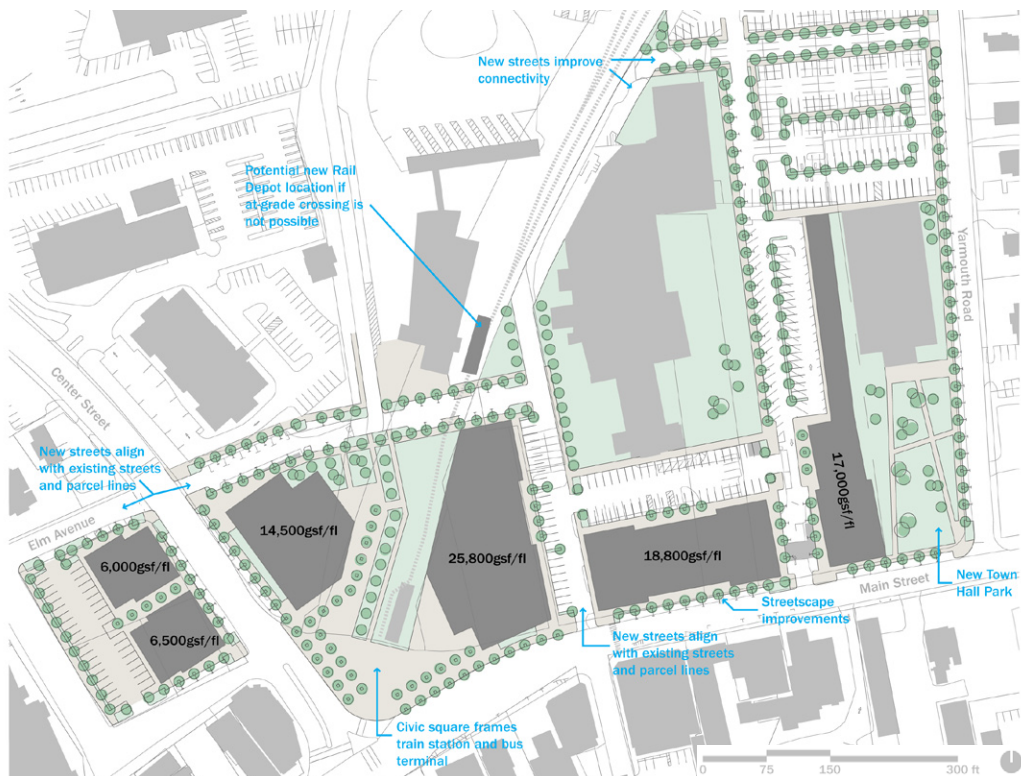 New streets improve
connectivity
Potential new Rail
Depot location if
at-grade crossing is
not possible
Yarmouth Road
Center Street
New streets align
with existing streets
and parcel lines
Elm Avenue
14,500gsf/fl
6,000gsf/fl
6,500gsf/fl
25,800gsf/fl
18,800gsf/fl
17,000gsf/fl
Main Street
New Town
Hall Park
Streetscape
improvements
New streets align
with existing streets
and parcel lines
Civic square frames
train station and bus
terminal
0 75 150 300 ft